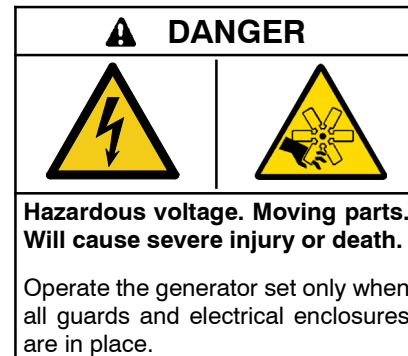 DANGER
Hazardous voltage. Moving parts.
Will cause severe injury or death.
Operate the generator set only when
all guards and electrical enclosures
are in place.